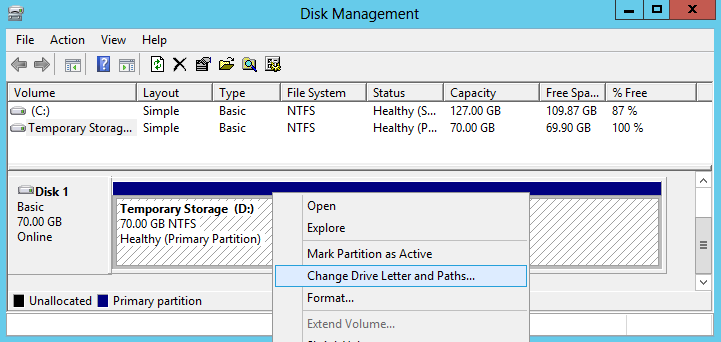 Disk Management
File Action View Help
Volume Layout Type File System Status Capacity Free Spa... % Free
(C:) Simple Basic NTFS Healthy (S... 127.00 GB 109.87 GB 87 %
Temporary Storag... Simple Basic NTFS Healthy (P... 70.00 GB 69.90 GB 100 %
Disk 1
Basic
70.00 GB
Online
Temporary Storage (D:)
70.00 GB NTFS
Healthy (Primary Partition)
Open
Explore
Mark Partition as Active
Change Drive Letter and Paths...
Format...
Extend Volume...
Unallocated Primary partition